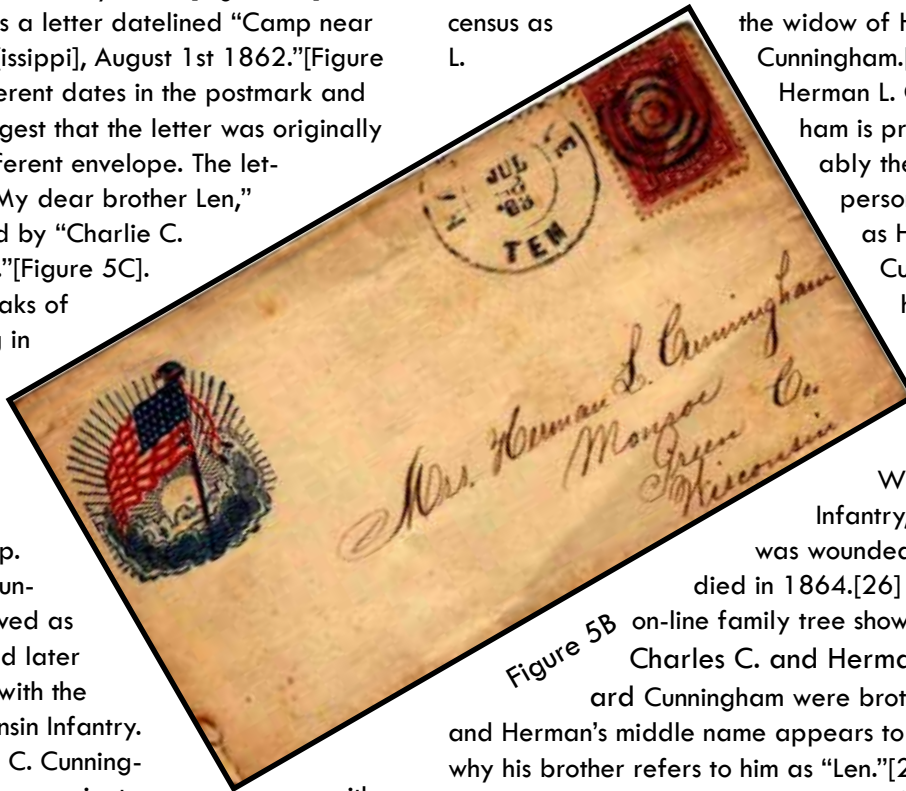 s a letter datelined “Camp near
issippi], August 1st 1862.”[Figure
erent dates in the postmark and
gest that the letter was originally
fferent envelope. The let-
My dear brother Len,”
d by “Charlie C.
.”[Figure 5C].
aks of
g in
p.
un-
ved as
d later
with the
nsin Infantry.
C. Cunning-
census as
L.
the widow of H
Cunningham.[
Herman L. C
ham is pr
ably the
perso
as H
Cu
h
JUL
TEN
Mrs. Herman L. Cunningham
Monroe
Green Co.
Wisconsin
Figure 5B
W
Infantry,
was wounded
died in 1864.[26]
on-line family tree show
Charles C. and Herma
ard Cunningham were brot
and Herman’s middle name appears to
why his brother refers to him as “Len.”[2